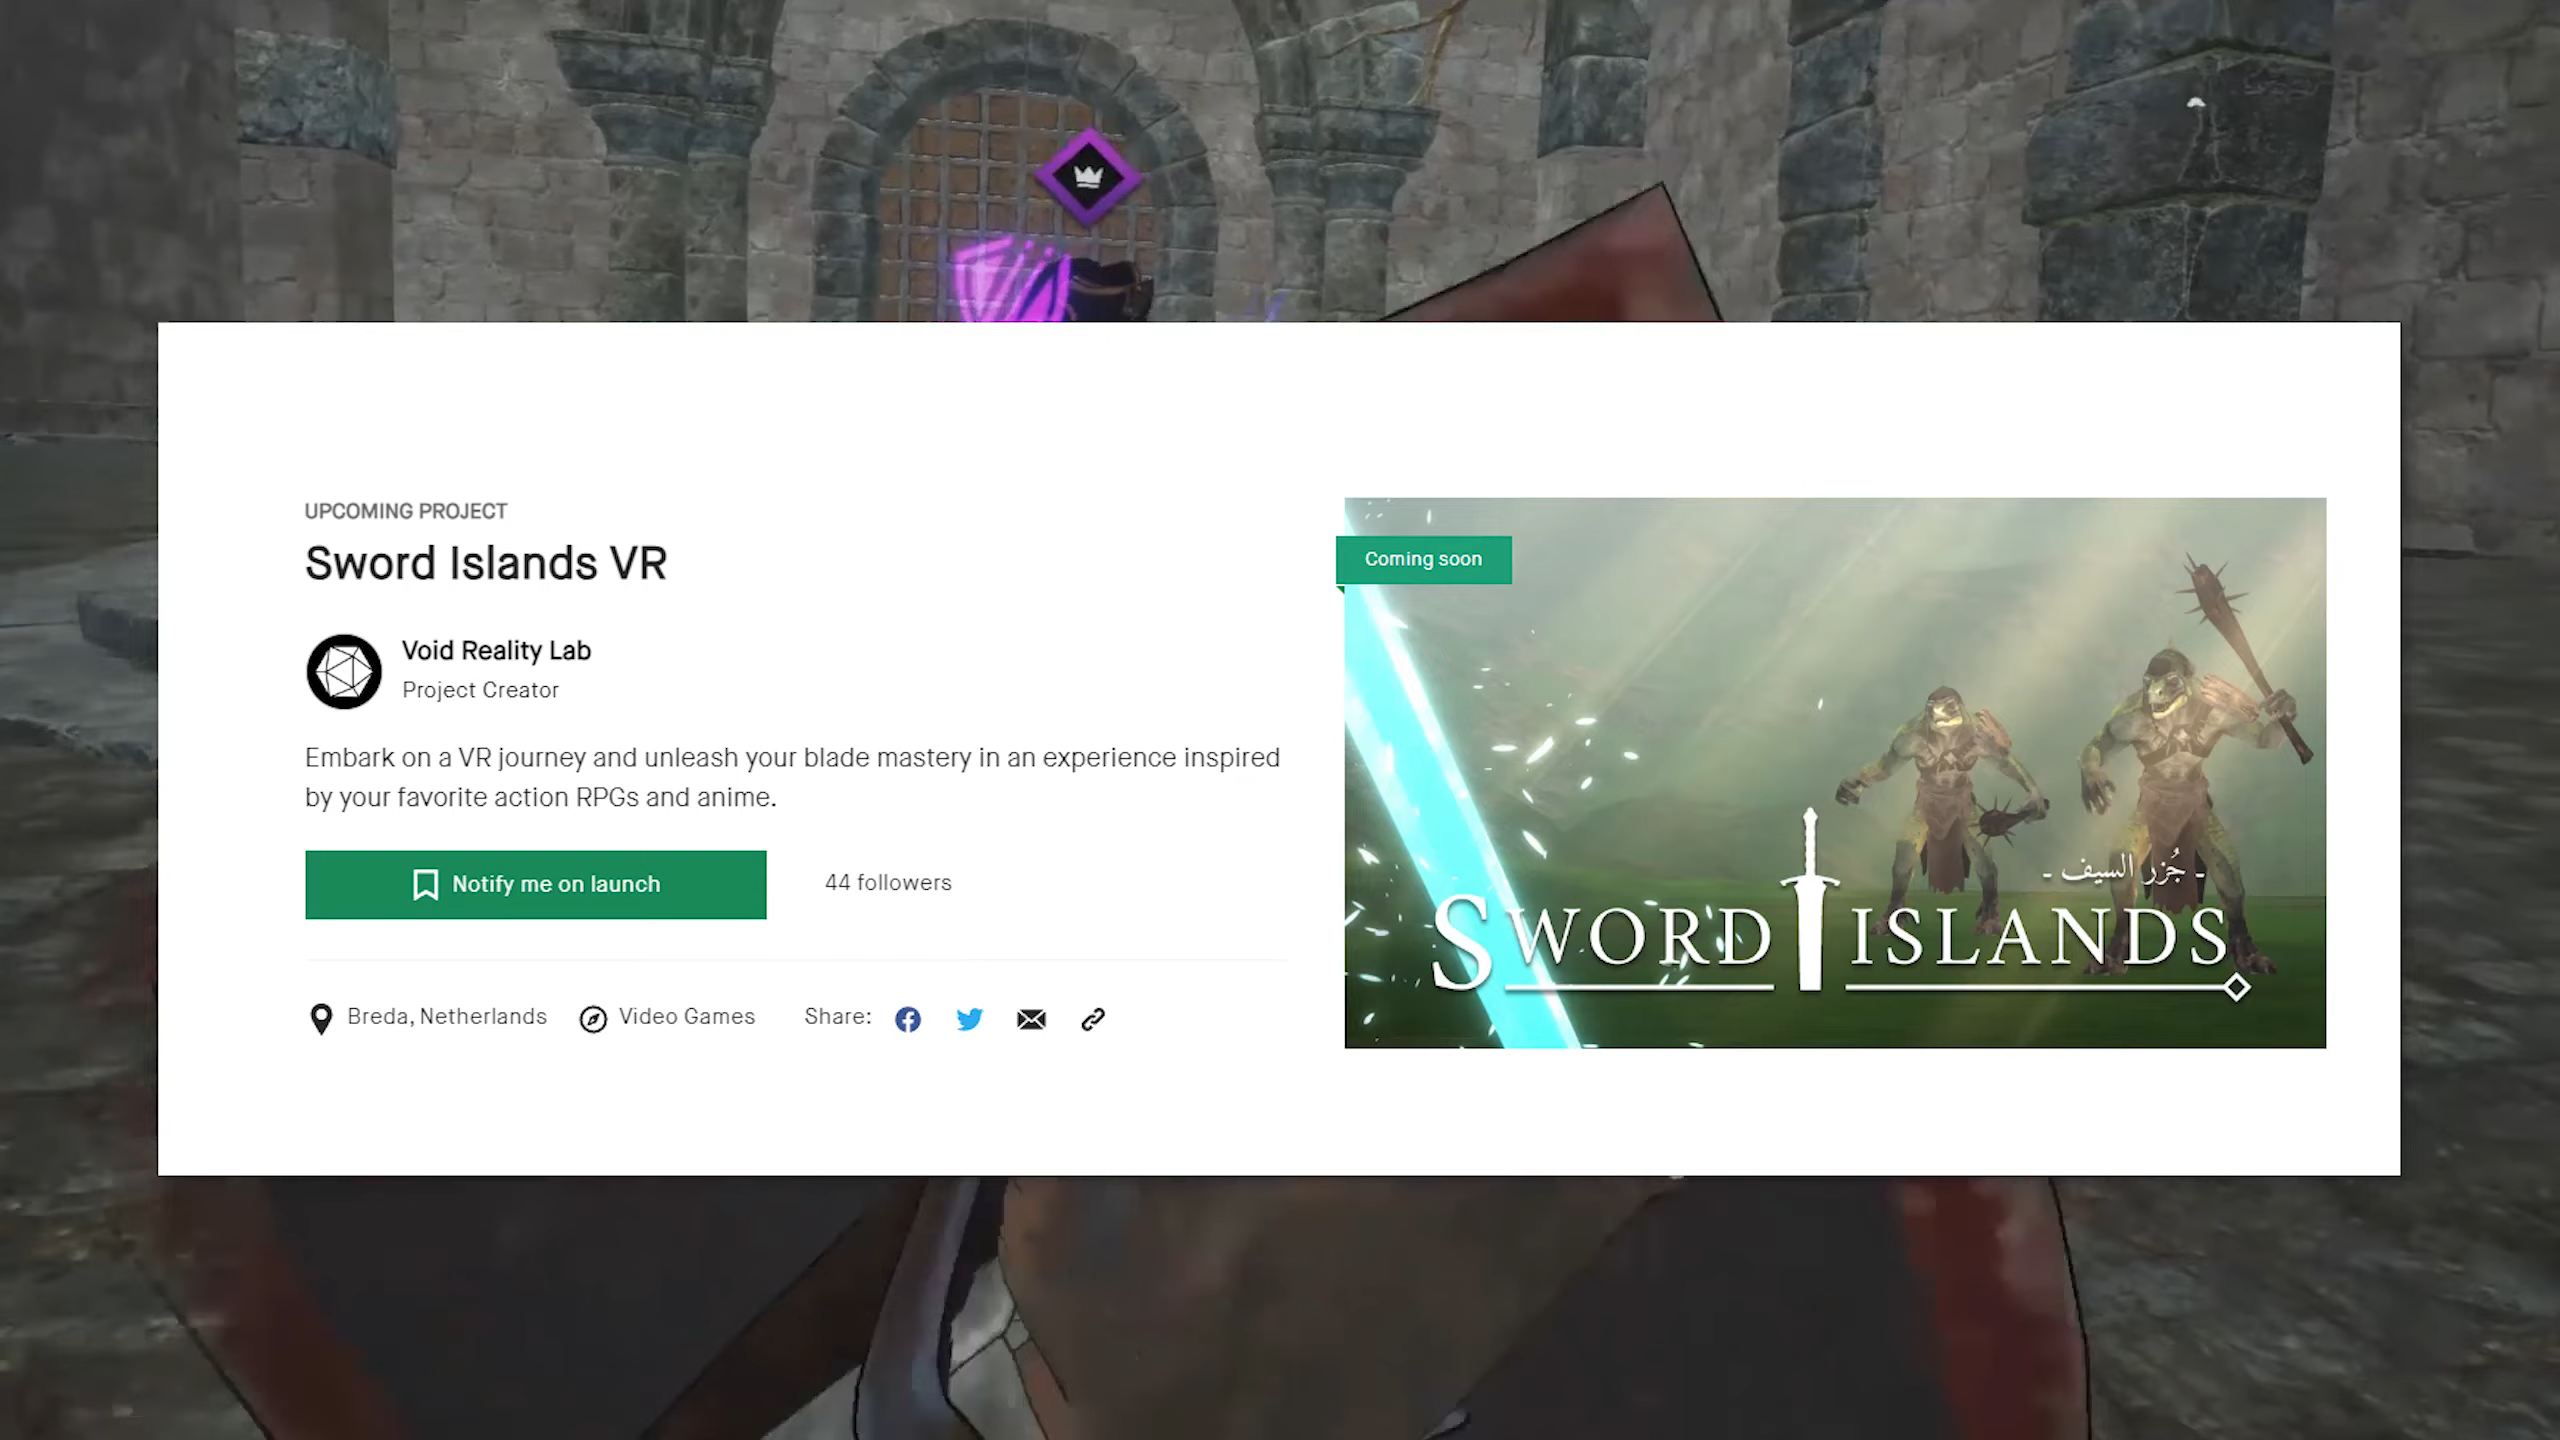 UPCOMING PROJECT
Sword Islands VR
Void Reality Lab
Project Creator
Embark on a VR journey and unleash your blade mastery in an experience inspired
by your favorite action RPGs and anime.
Notify me on launch
44 followers
Breda, Netherlands
Video Games
Share:
Coming soon
- جُزر السيف -
SWORD ISLANDS